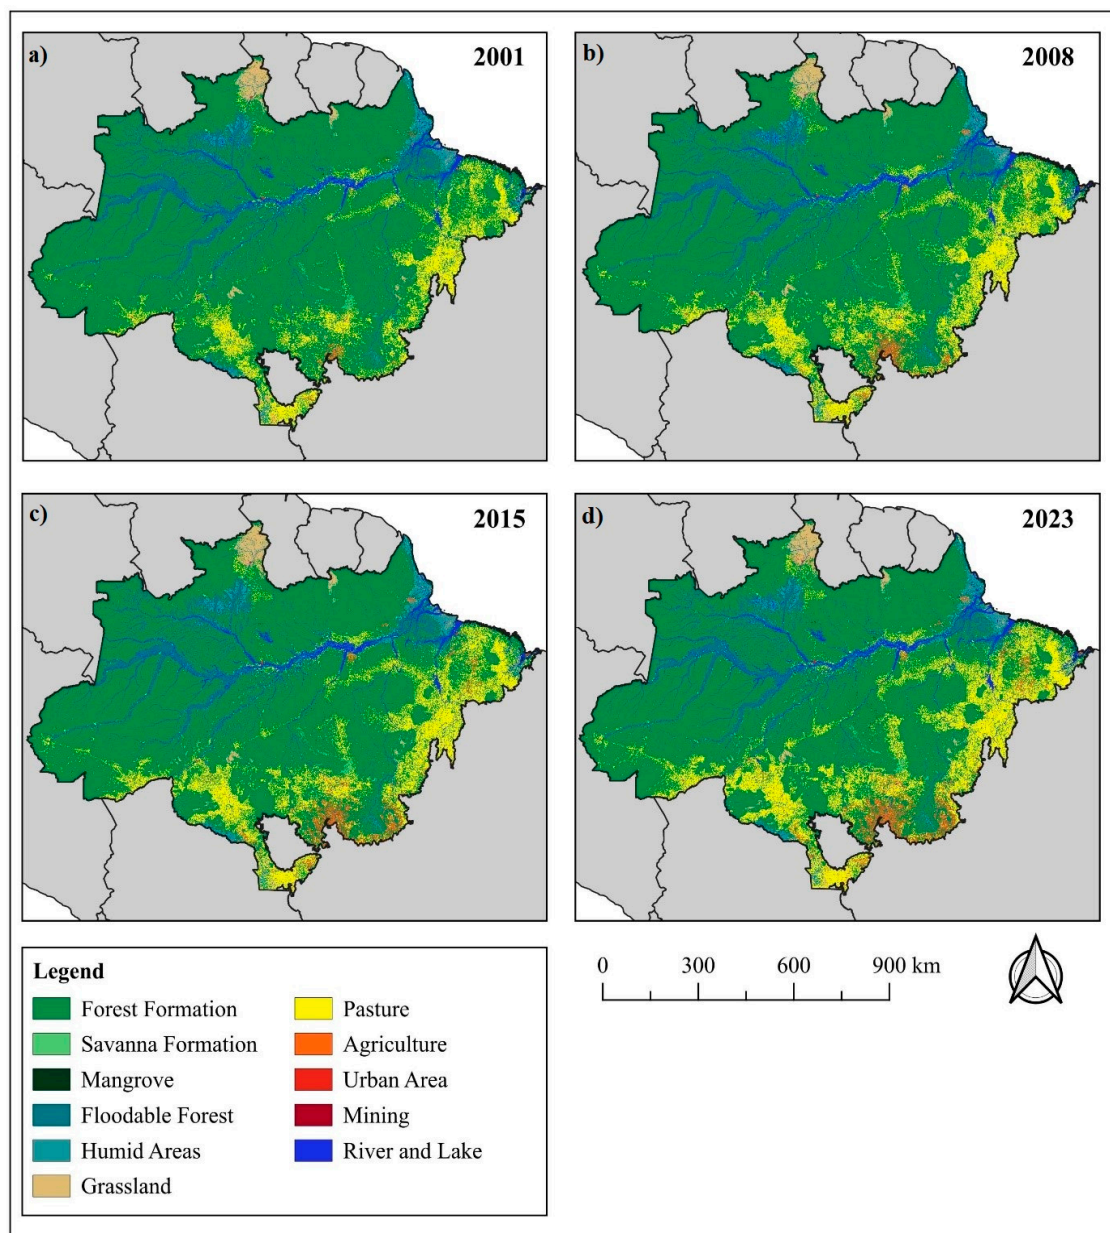 a)
2001
b)
2008
c)
2015
d)
2023
Legend
Forest Formation
Savanna Formation
Mangrove
Floodable Forest
Humid Areas
Grassland
Pasture
Agriculture
Urban Area
Mining
River and Lake
0 300 600 900 km